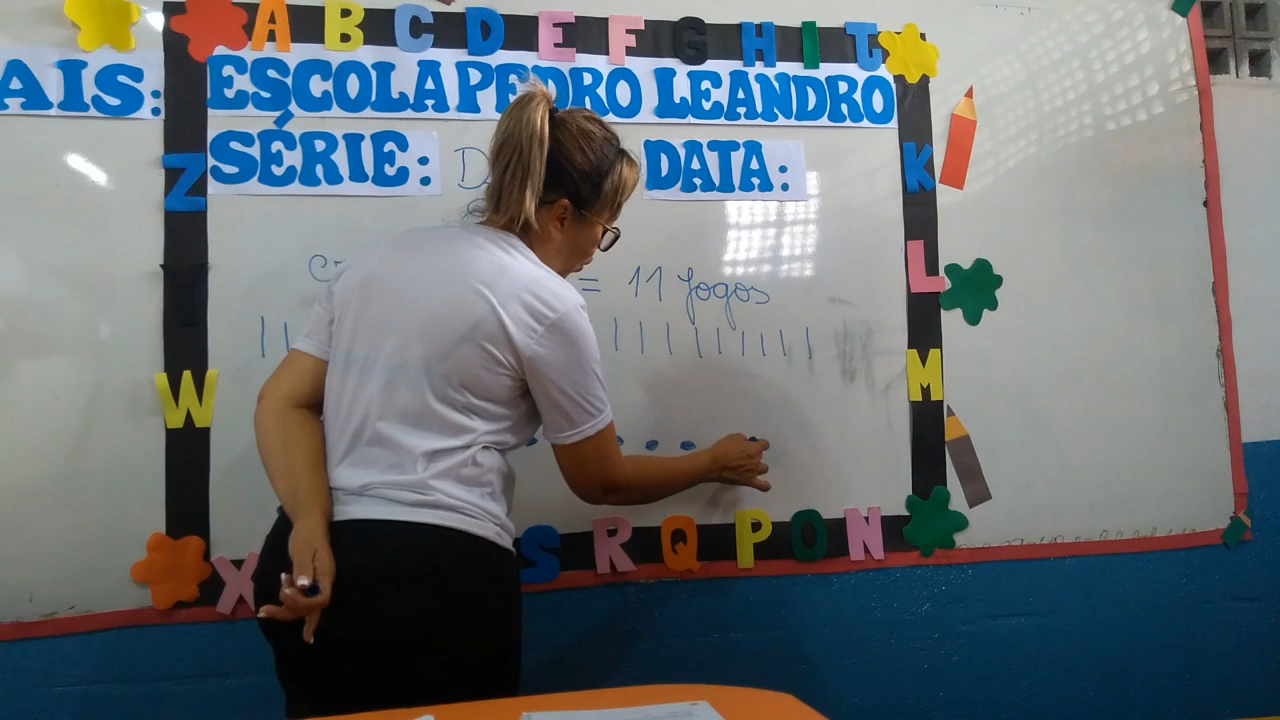 A B C D E F G H I J
AIS: ESCOLA PEDRO LEANDRO
SÉRIE: DATA:
Z K
= 11 jogos
L
W M
X S R Q P O N